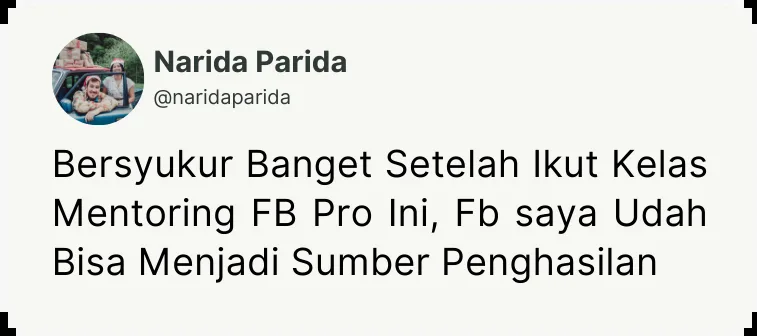 Narida Parida
@naridaparida
Bersyukur Banget Setelah Ikut Kelas
Mentoring FB Pro Ini, Fb saya Udah
Bisa Menjadi Sumber Penghasilan